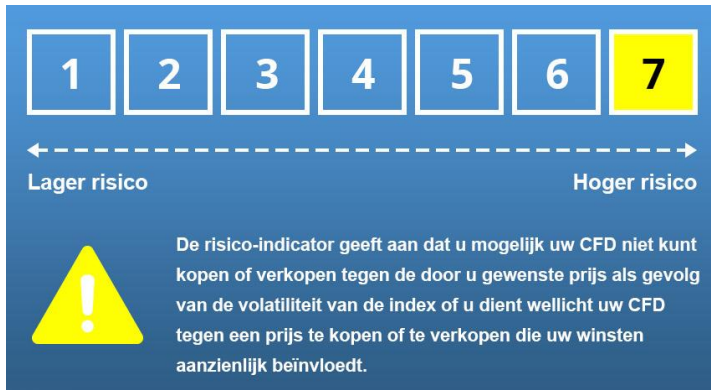 1 2 3 4 5 6 7
Lager risico Hoger risico
De risico-indicator geeft aan dat u mogelijk uw CFD niet kunt
kopen of verkopen tegen de door u gewenste prijs als gevolg
van de volatiliteit van de index of u dient wellicht uw CFD
tegen een prijs te kopen of te verkopen die uw winsten
aanzienlijk beïnvloedt.